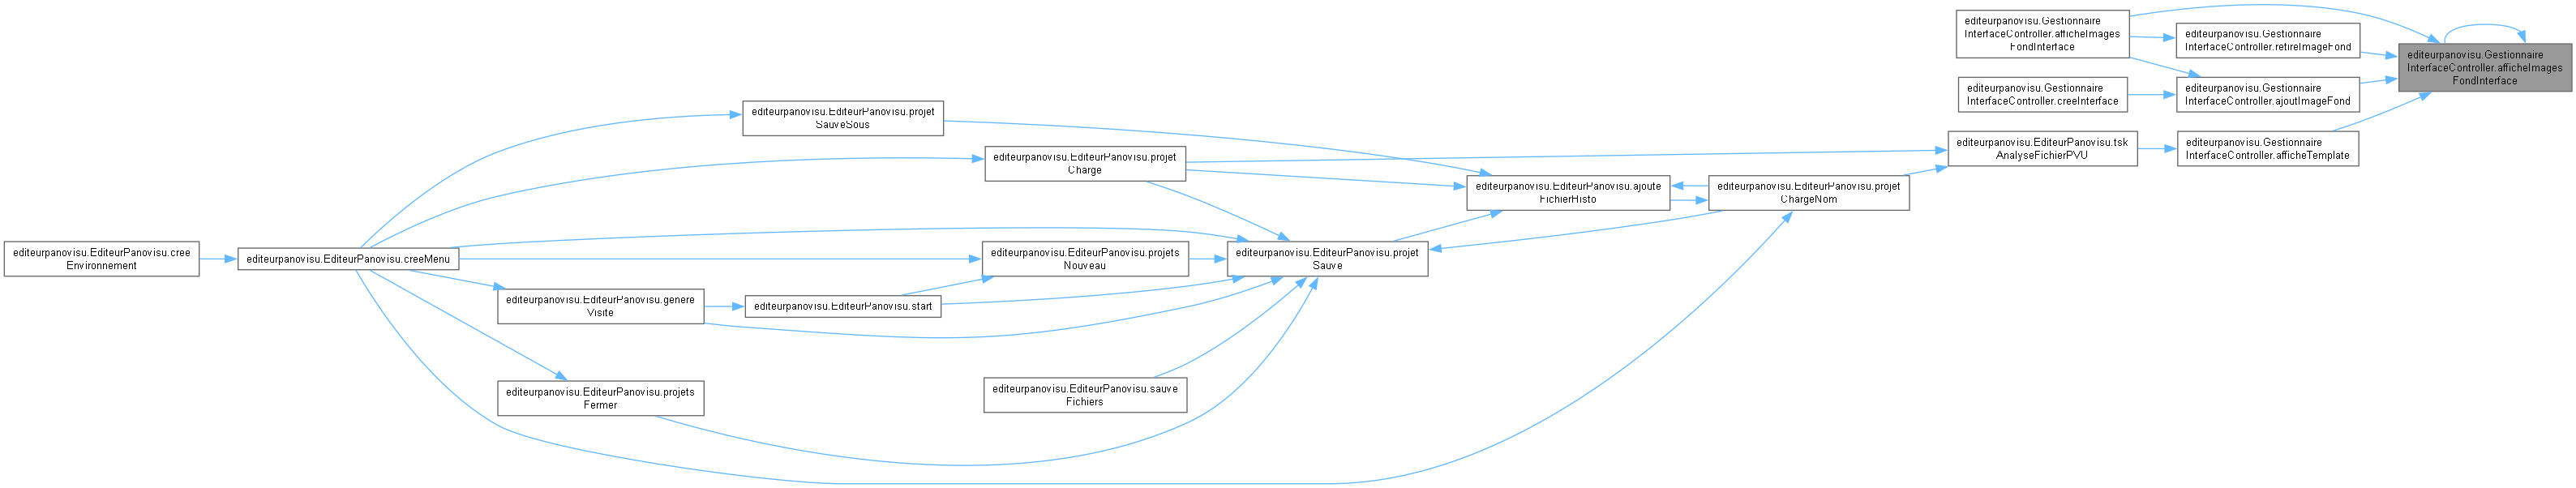 editeurpanovisu.Gestionnaire
InterfaceController.afficheImages
FondInterface
editeurpanovisu.Gestionnaire
InterfaceController.retireImageFond
editeurpanovisu.Gestionnaire
InterfaceController.afficheImages
FondInterface
editeurpanovisu.Gestionnaire
InterfaceController.creeInterface
editeurpanovisu.Gestionnaire
InterfaceController.ajoutImageFond
editeurpanovisu.EditeurPanovisu.projet
SauveSous
editeurpanovisu.EditeurPanovisu.projet
Charge
editeurpanovisu.EditeurPanovisu.tsk
AnalyseFichierPVU
editeurpanovisu.Gestionnaire
InterfaceController.afficheTemplate
editeurpanovisu.EditeurPanovisu.ajoute
FichierHisto
editeurpanovisu.EditeurPanovisu.projet
ChargeNom
editeurpanovisu.EditeurPanovisu.cree
Environnement
editeurpanovisu.EditeurPanovisu.creeMenu
editeurpanovisu.EditeurPanovisu.projets
Nouveau
editeurpanovisu.EditeurPanovisu.projet
Sauve
editeurpanovisu.EditeurPanovisu.genere
Visite
editeurpanovisu.EditeurPanovisu.start
editeurpanovisu.EditeurPanovisu.projets
Fermer
editeurpanovisu.EditeurPanovisu.sauve
Fichiers